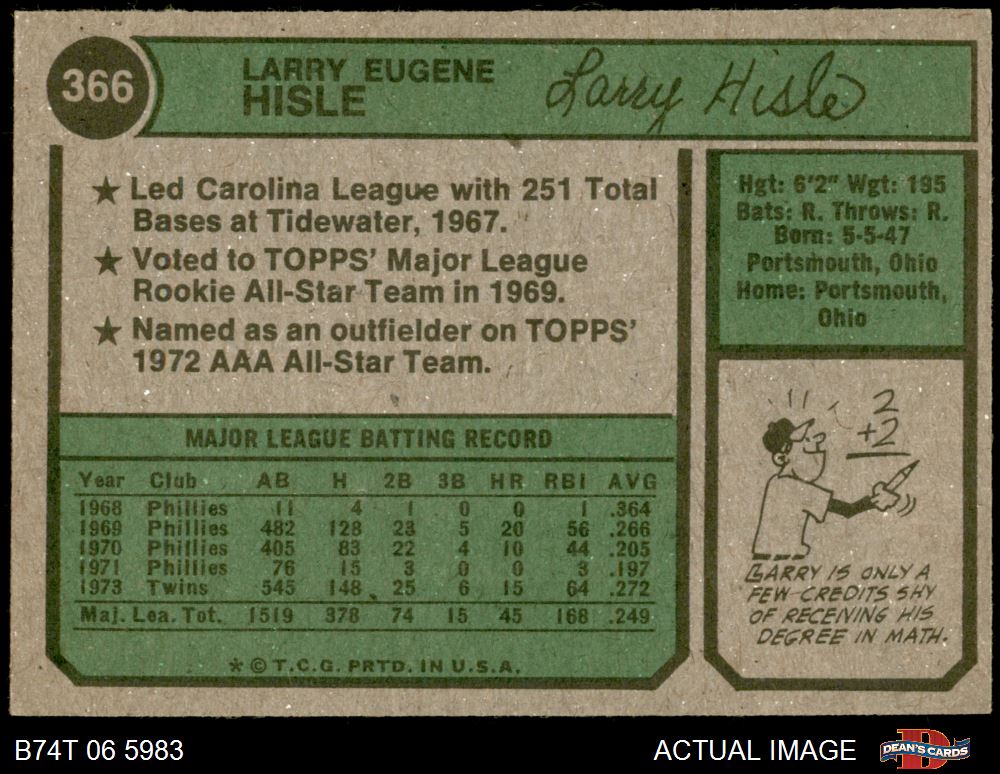 366
LARRY EUGENE
HISLE
Larry Hisle
★ Led Carolina League with 251 Total
Bases at Tidewater, 1967.
★ Voted to TOPPS' Major League
Rookie All-Star Team in 1969.
★ Named as an outfielder on TOPPS'
1972 AAA All-Star Team.
Hgt: 6'2" Wgt: 195
Bats: R. Throws: R.
Born: 5-5-47
Portsmouth, Ohio
Home: Portsmouth,
Ohio
MAJOR LEAGUE BATTING RECORD
Year Club AB H 2B 3B HR RBI AVG
1968 Phillies 11 4 1 0 0 1 .364
1969 Phillies 482 128 23 5 20 56 .266
1970 Phillies 405 83 22 4 10 44 .205
1971 Phillies 76 15 3 0 0 3 .197
1973 Twins 545 148 25 6 15 64 .272
Maj. Lea. Tot. 1519 378 74 15 45 168 .249
* © T.C.G. PRTD. IN U.S.A.
2
+2
LARRY IS ONLY A
FEW CREDITS SHY
OF RECEIVING HIS
DEGREE IN MATH.
B74T 06 5983
ACTUAL IMAGE
DEAN'S CARDS